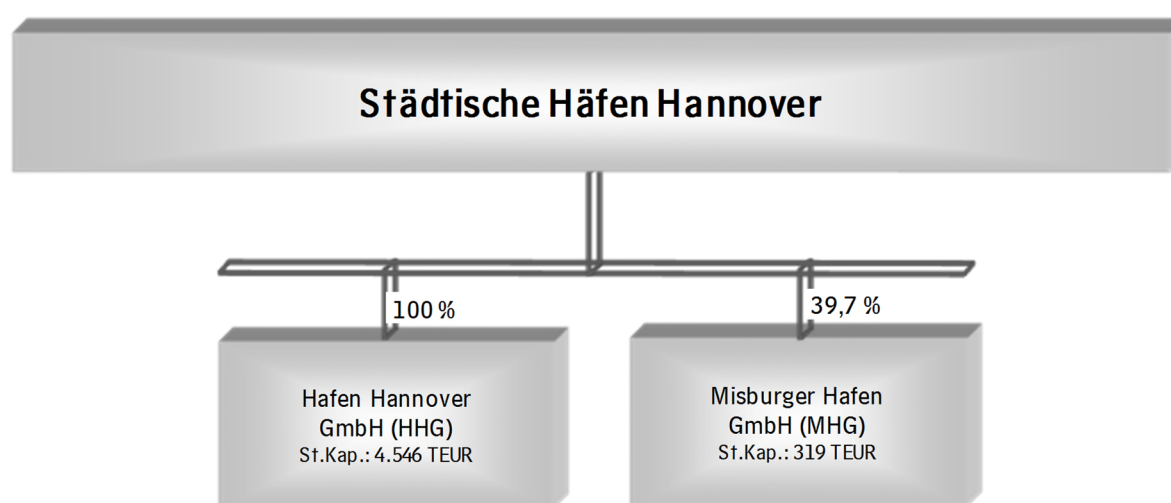 Städtische Häfen Hannover
100 %
39,7 %
Hafen Hannover
GmbH (HHG)
St.Kap.: 4.546 TEUR
Misburger Hafen
GmbH (MHG)
St.Kap.: 319 TEUR